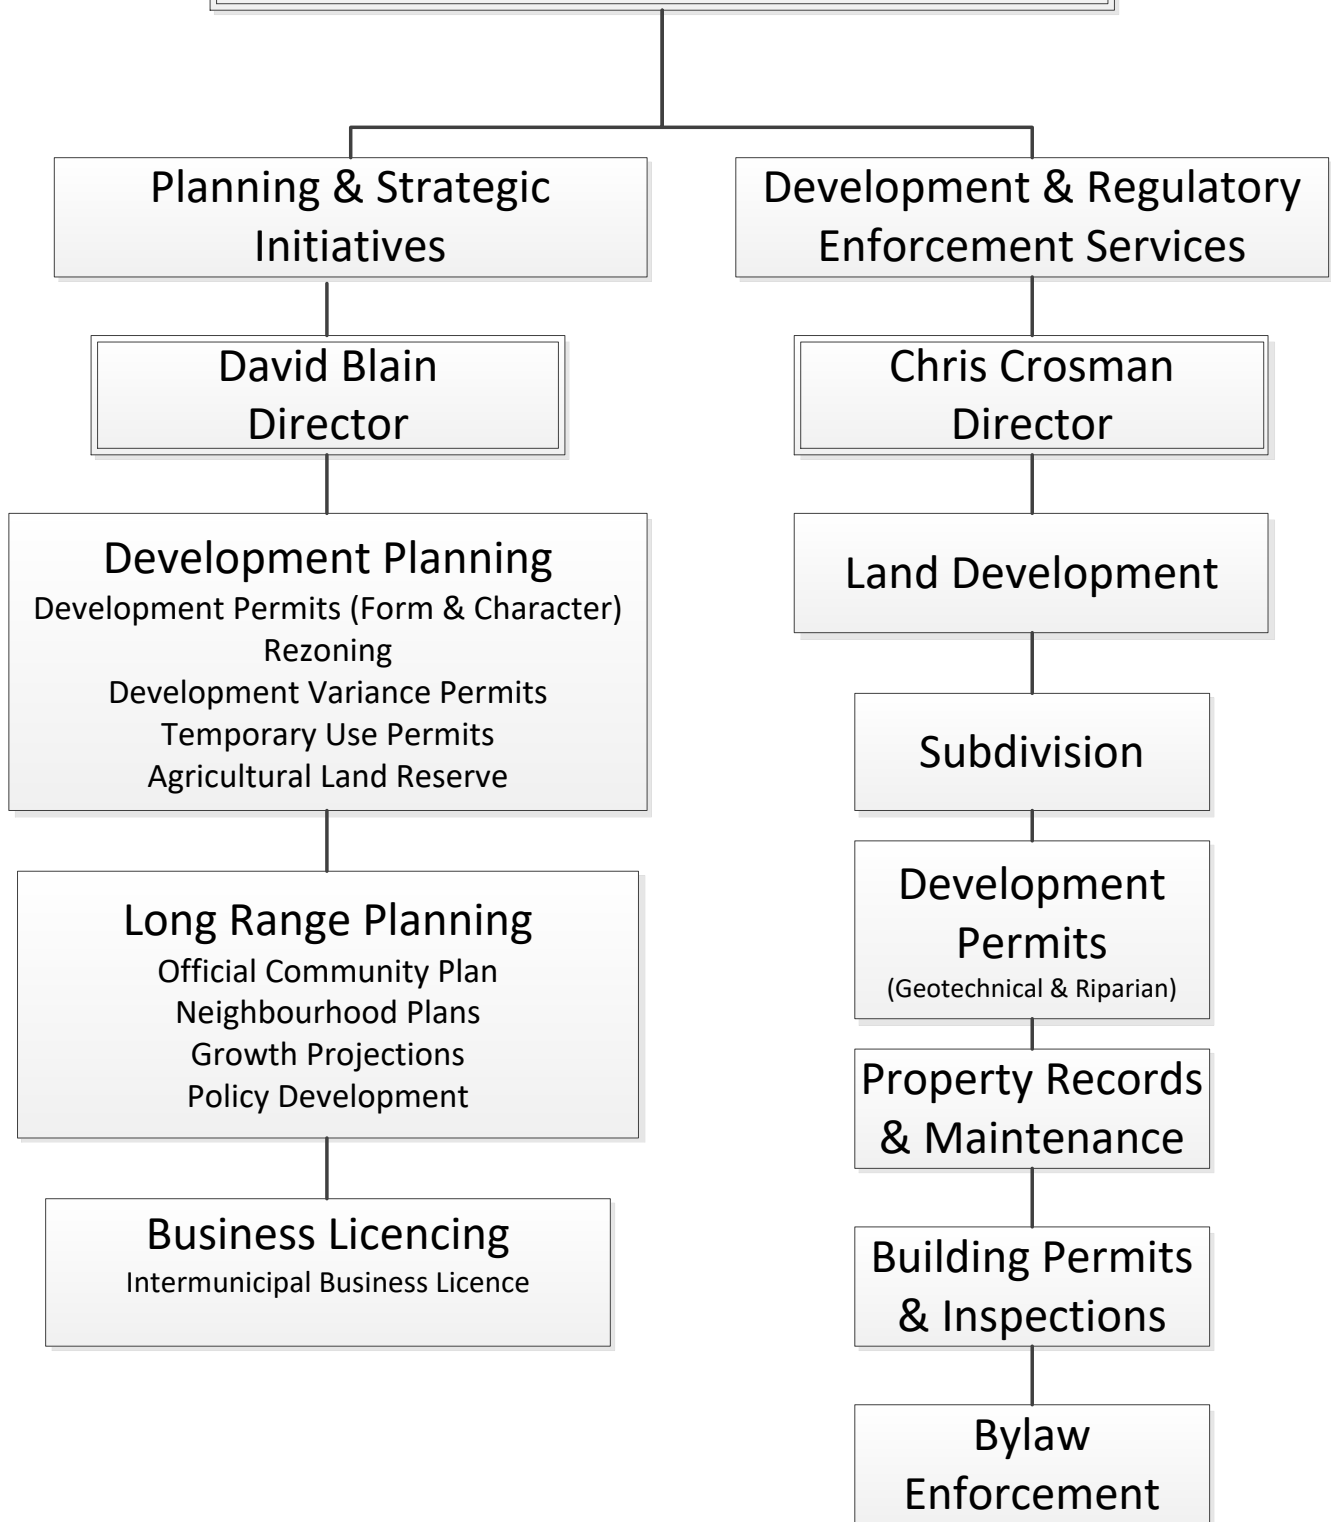 Planning & Strategic
Initiatives
David Blain
Director
Development Planning
Development Permits (Form & Character)
Rezoning
Development Variance Permits
Temporary Use Permits
Agricultural Land Reserve
Long Range Planning
Official Community Plan
Neighbourhood Plans
Growth Projections
Policy Development
Business Licencing
Intermunicipal Business Licence
Development & Regulatory
Enforcement Services
Chris Crosman
Director
Land Development
Subdivision
Development
Permits
(Geotechnical & Riparian)
Property Records
& Maintenance
Building Permits
& Inspections
Bylaw
Enforcement